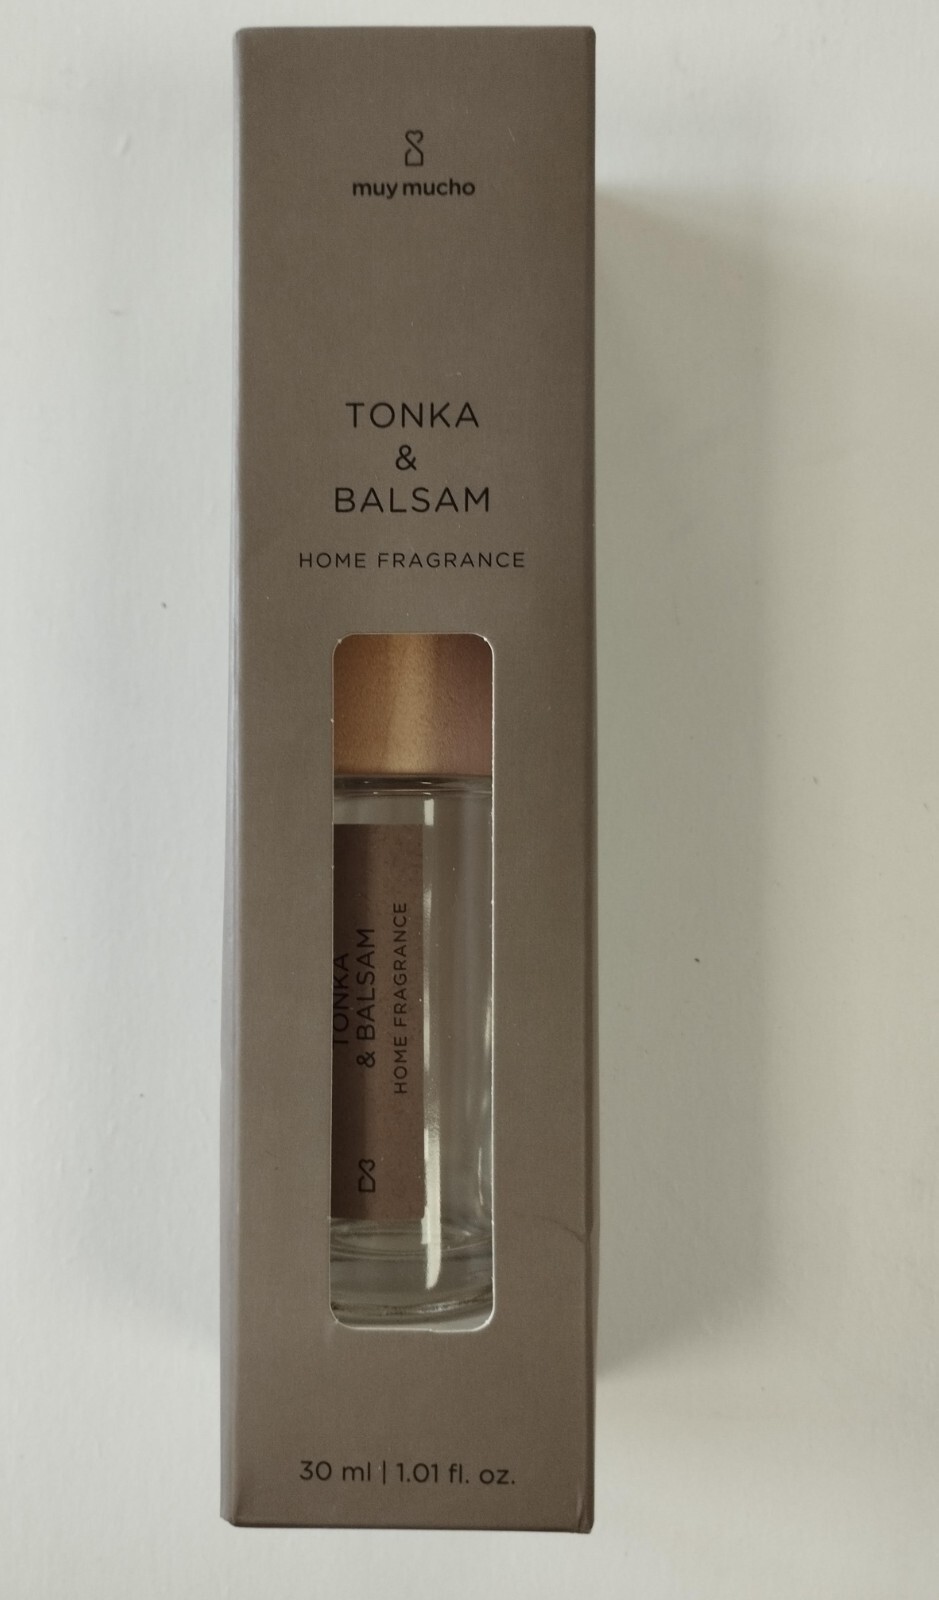 muy mucho
TONKA
&
BALSAM
HOME FRAGRANCE
TONKA
& BALSAM
HOME FRAGRANCE
30 ml | 1.01 fl. oz.